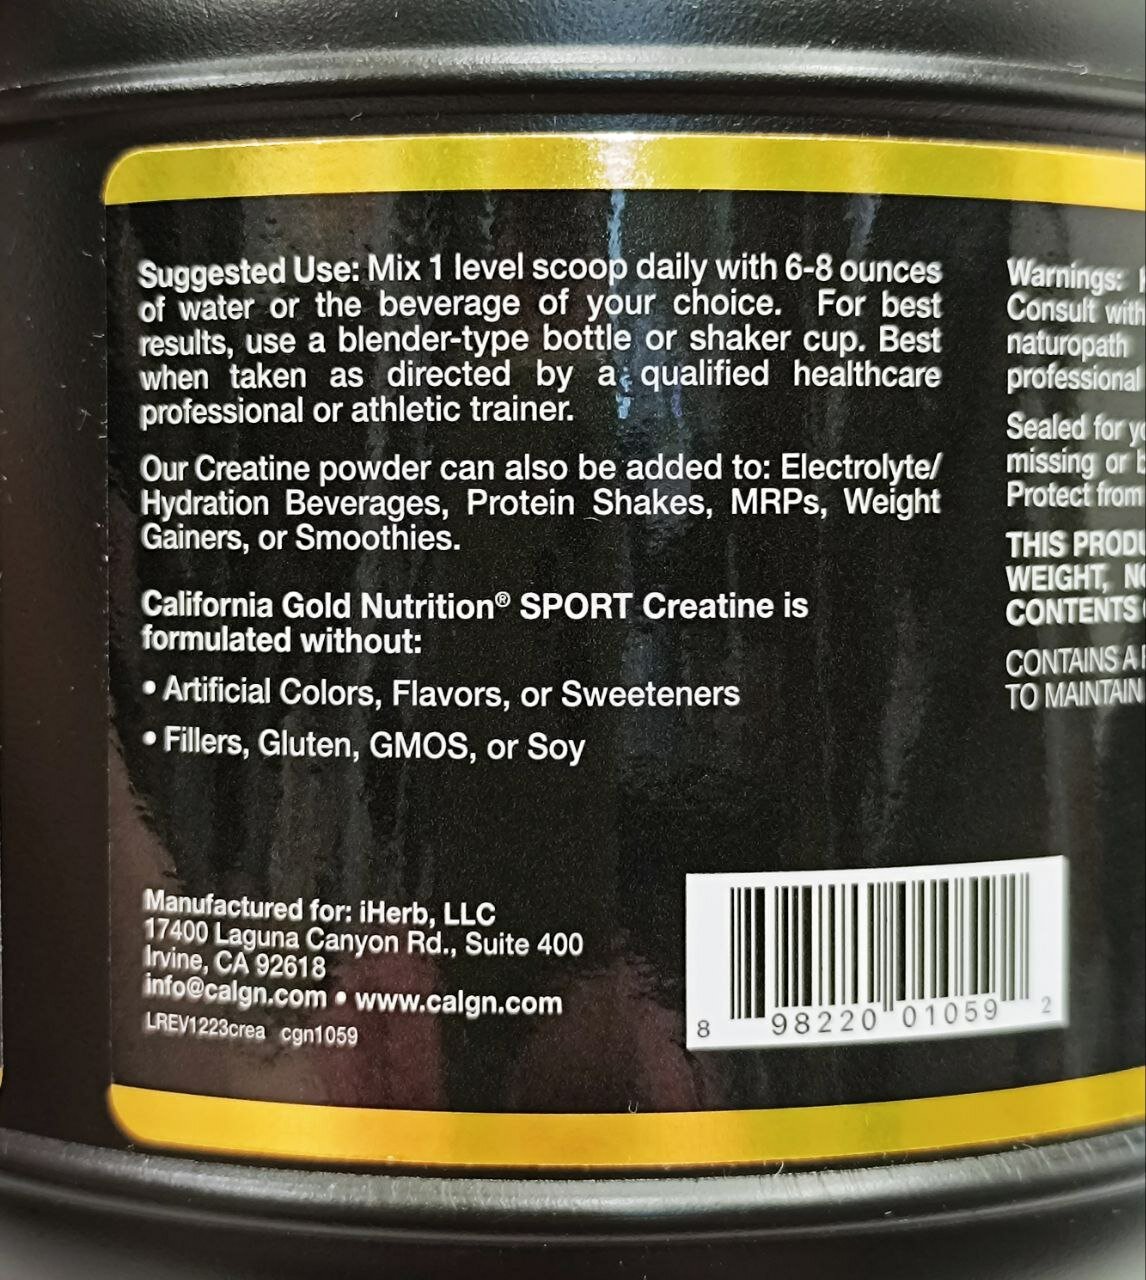 Suggested Use: Mix 1 level scoop daily with 6-8 ounces
of water or the beverage of your choice. For best
results, use a blender-type bottle or shaker cup. Best
when taken as directed by a qualified healthcare
professional or athletic trainer.
Our Creatine powder can also be added to: Electrolyte/
Hydration Beverages, Protein Shakes, MRPs, Weight
Gainers, or Smoothies.
California Gold Nutrition® SPORT Creatine is
formulated without:
• Artificial Colors, Flavors, or Sweeteners
• Fillers, Gluten, GMOS, or Soy
Manufactured for: iHerb, LLC
17400 Laguna Canyon Rd., Suite 400
Irvine, CA 92618
info@calgn.com • www.calgn.com
LREV1223crea cgn1059
8 98220 01059 2
Warnings:
Consult with
naturopath
professional
Sealed for
missing or
Protect from
THIS
WEIGHT,
CONTENTS
CONTAINS A
TO MAINTAIN